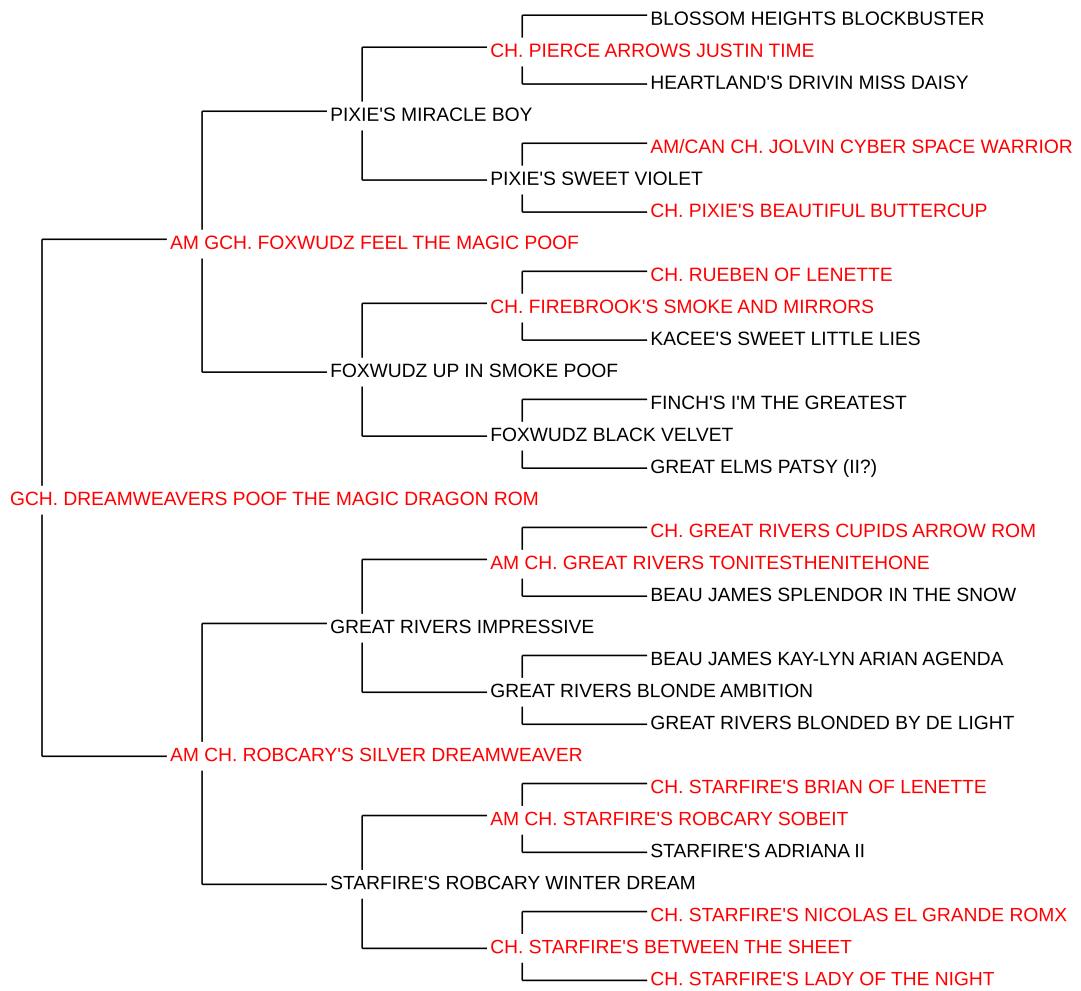 BLOSSOM HEIGHTS BLOCKBUSTER
CH. PIERCE ARROWS JUSTIN TIME
HEARTLAND'S DRIVIN MISS DAISY
PIXIE'S MIRACLE BOY
AM/CAN CH. JOLVIN CYBER SPACE WARRIOR
PIXIE'S SWEET VIOLET
CH. PIXIE'S BEAUTIFUL BUTTERCUP
AM GCH. FOXWUDZ FEEL THE MAGIC POOF
CH. RUEBEN OF LENETTE
CH. FIREBROOK'S SMOKE AND MIRRORS
KACEE'S SWEET LITTLE LIES
FOXWUDZ UP IN SMOKE POOF
FINCH'S I'M THE GREATEST
FOXWUDZ BLACK VELVET
GREAT ELMS PATSY (II?)
GCH. DREAMWEAVERS POOF THE MAGIC DRAGON ROM
CH. GREAT RIVERS CUPIDS ARROW ROM
AM CH. GREAT RIVERS TONITESTHENITEHONE
BEAU JAMES SPLENDOR IN THE SNOW
GREAT RIVERS IMPRESSIVE
BEAU JAMES KAY-LYN ARIAN AGENDA
GREAT RIVERS BLONDE AMBITION
GREAT RIVERS BLONDED BY DE LIGHT
AM CH. ROBCARY'S SILVER DREAMWEAVER
CH. STARFIRE'S BRIAN OF LENETTE
AM CH. STARFIRE'S ROBCARY SOBEIT
STARFIRE'S ADRIANA II
STARFIRE'S ROBCARY WINTER DREAM
CH. STARFIRE'S NICOLAS EL GRANDE ROMX
CH. STARFIRE'S BETWEEN THE SHEET
CH. STARFIRE'S LADY OF THE NIGHT